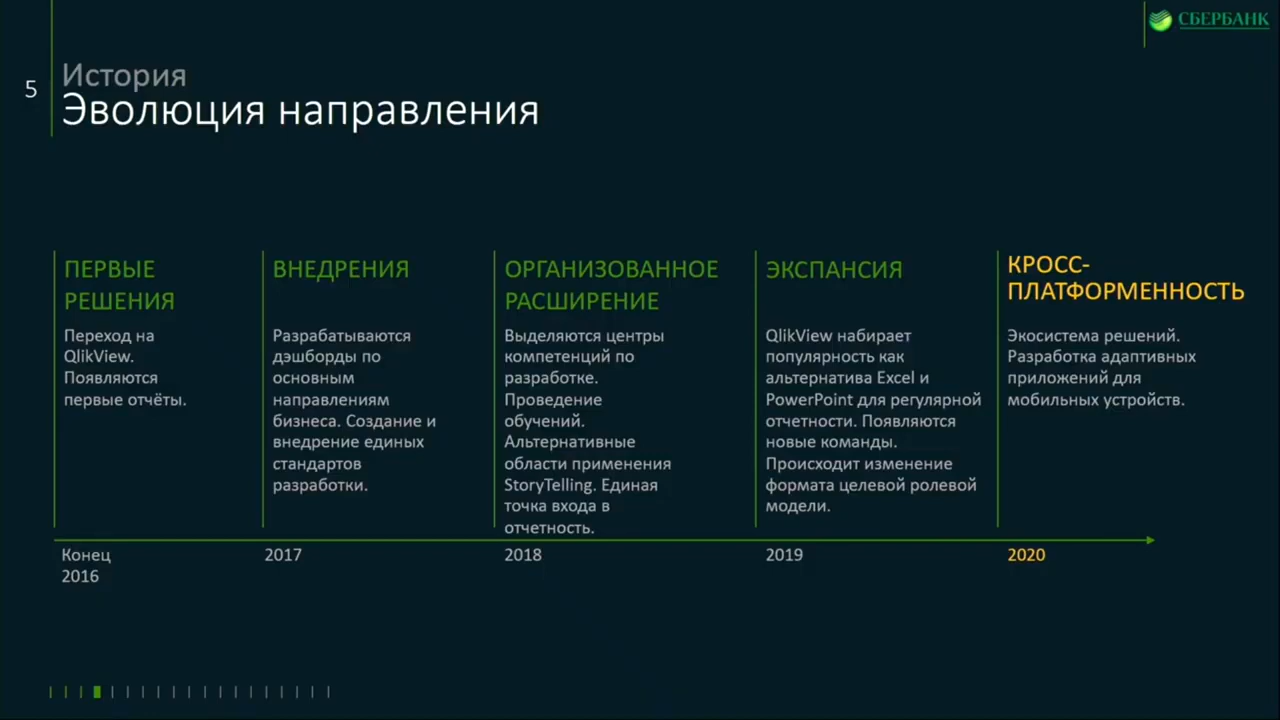 СБЕРБАНК
5
История
Эволюция направления
ПЕРВЫЕ
РЕШЕНИЯ
Переход на
QlikView.
Появляются
первые отчёты.
Конец
2016
ВНЕДРЕНИЯ
Разрабатываются
дэшборды по
основным
направлениям
бизнеса. Создание и
внедрение единых
стандартов
разработки.
2017
ОРГАНИЗОВАННОЕ
РАСШИРЕНИЕ
Выделяются центры
компетенций по
разработке.
Проведение
обучений.
Альтернативные
области применения
StoryTelling. Единая
точка входа в
отчетность.
2018
ЭКСПАНСИЯ
QlikView набирает
популярность как
альтернатива Excel и
PowerPoint для регулярной
отчетности. Появляются
новые команды.
Происходит изменение
формата целевой ролевой
модели.
2019
КРОСС-
ПЛАТФОРМЕННОСТЬ
Экосистема решений.
Разработка адаптивных
приложений для
мобильных устройств.
2020